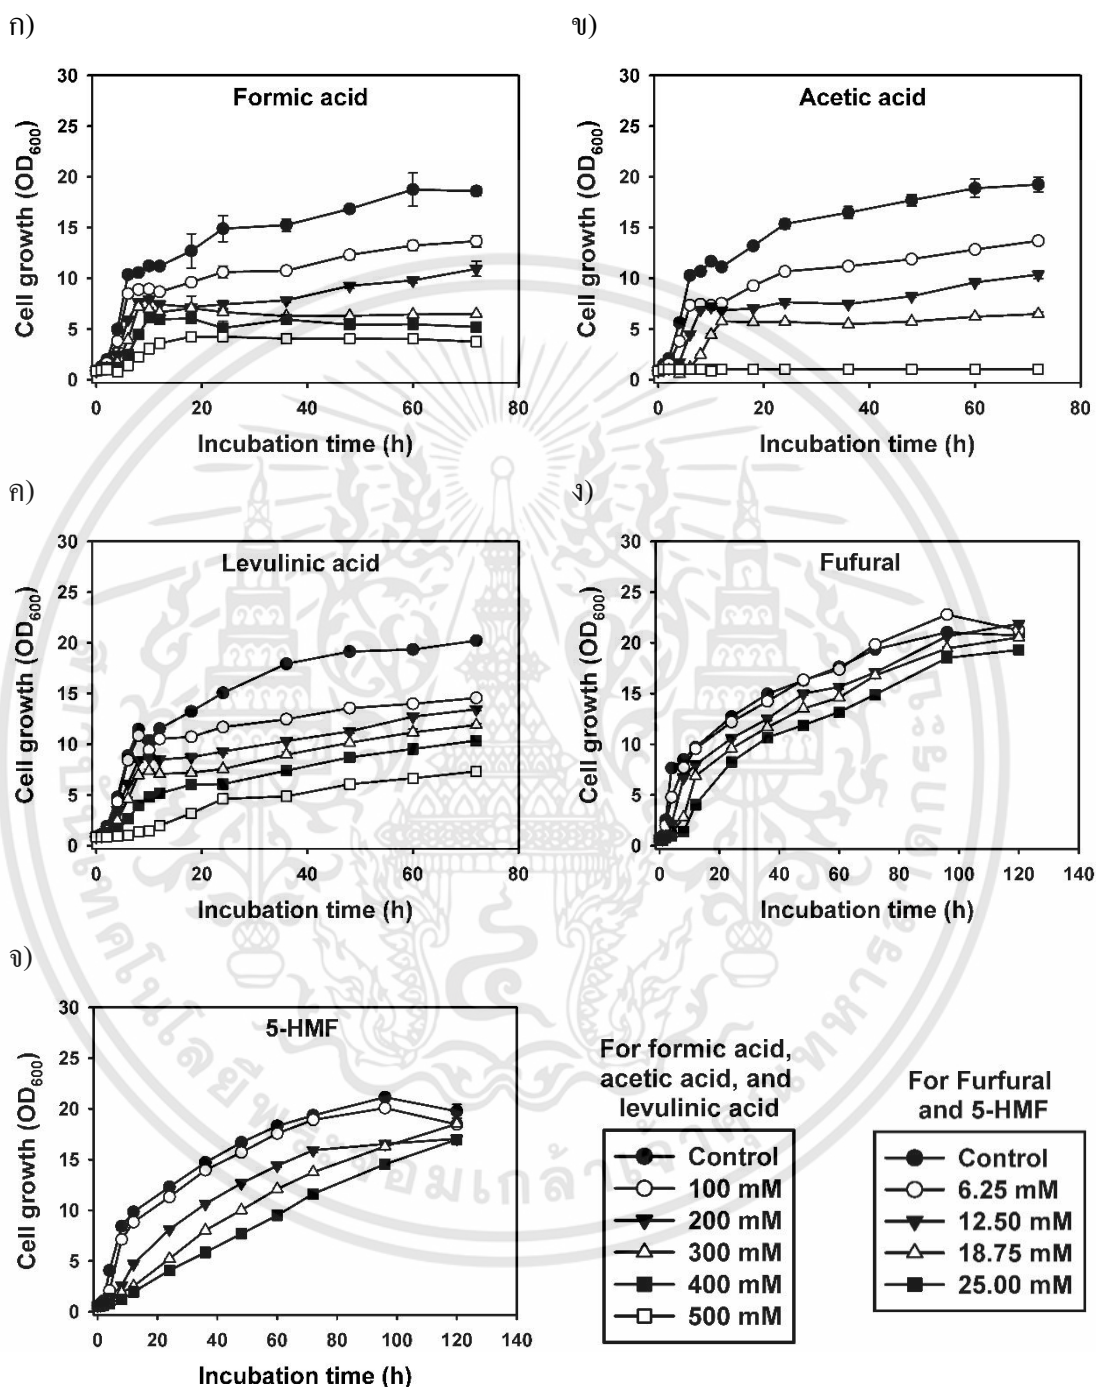 ก)
ข)
Formic acid
Cell growth (OD600)
30
25
20
15
10
5
0
0 20 40 60 80
Incubation time (h)
Acetic acid
Cell growth (OD600)
30
25
20
15
10
5
0
0 20 40 60 80
Incubation time (h)
ค)
ง)
Levulinic acid
Cell growth (OD600)
30
25
20
15
10
5
0
0 20 40 60 80
Incubation time (h)
Fufural
Cell growth (OD600)
30
25
20
15
10
5
0
0 20 40 60 80 100 120 140
Incubation time (h)
จ)
5-HMF
Cell growth (OD600)
30
25
20
15
10
5
0
0 20 40 60 80 100 120 140
Incubation time (h)
For formic acid,
acetic acid, and
levulinic acid
Control
100 mM
200 mM
300 mM
400 mM
500 mM
For Furfural
and 5-HMF
Control
6.25 mM
12.50 mM
18.75 mM
25.00 mM